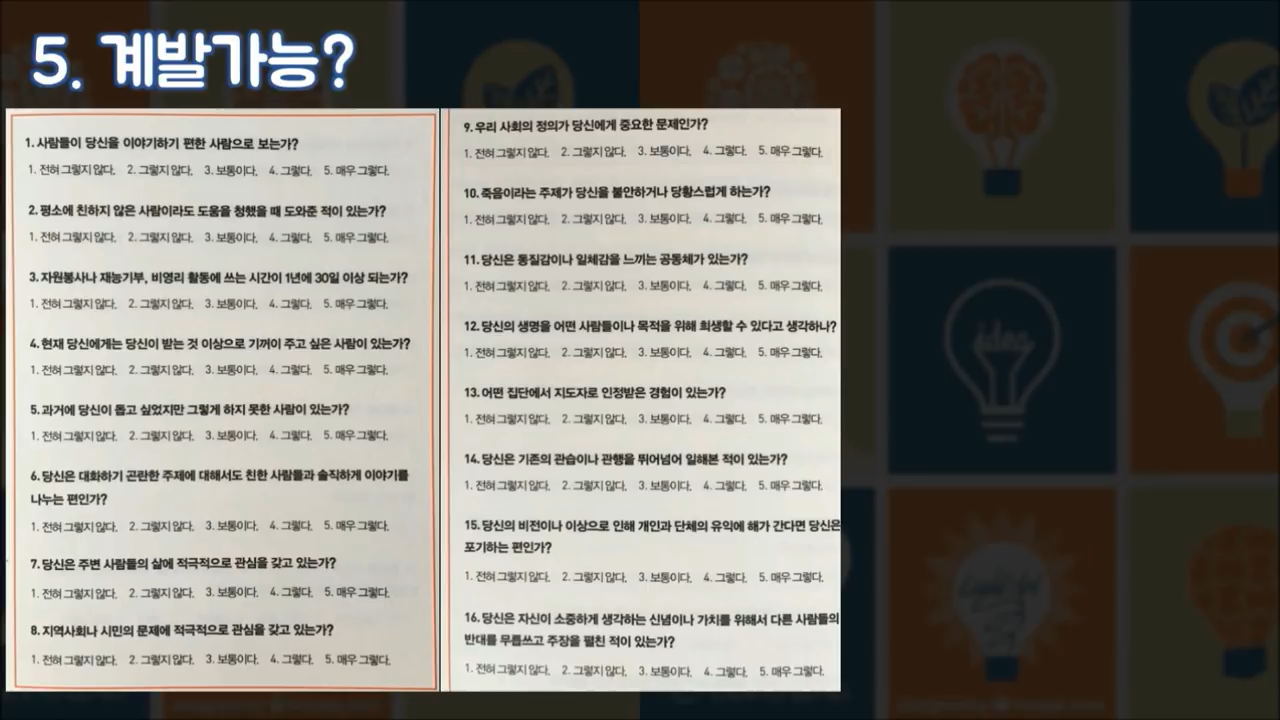 5. 계발가능?
1. 사람들이 당신을 이야기하기 편한 사람으로 보는가?
1. 전혀 그렇지 않다. 2. 그렇지 않다. 3. 보통이다. 4. 그렇다. 5. 매우 그렇다.
2. 평소에 친하지 않은 사람이라도 도움을 청했을 때 도와준 적이 있는가?
1. 전혀 그렇지 않다. 2. 그렇지 않다. 3. 보통이다. 4. 그렇다. 5. 매우 그렇다.
3. 자원봉사나 재능기부, 비영리 활동에 쓰는 시간이 1년에 30일 이상 되는가?
1. 전혀 그렇지 않다. 2. 그렇지 않다. 3. 보통이다. 4. 그렇다. 5. 매우 그렇다.
4. 현재 당신에게는 당신이 받는 것 이상으로 기꺼이 주고 싶은 사람이 있는가?
1. 전혀 그렇지 않다. 2. 그렇지 않다. 3. 보통이다. 4. 그렇다. 5. 매우 그렇다.
5. 과거에 당신이 돕고 싶었지만 그렇게 하지 못한 사람이 있는가?
1. 전혀 그렇지 않다. 2. 그렇지 않다. 3. 보통이다. 4. 그렇다. 5. 매우 그렇다.
6. 당신은 대화하기 곤란한 주제에 대해서도 친한 사람들과 솔직하게 이야기를
나누는 편인가?
1. 전혀 그렇지 않다. 2. 그렇지 않다. 3. 보통이다. 4. 그렇다. 5. 매우 그렇다.
7. 당신은 주변 사람들의 삶에 적극적으로 관심을 갖고 있는가?
1. 전혀 그렇지 않다. 2. 그렇지 않다. 3. 보통이다. 4. 그렇다. 5. 매우 그렇다.
8. 지역사회나 시민의 문제에 적극적으로 관심을 갖고 있는가?
1. 전혀 그렇지 않다. 2. 그렇지 않다. 3. 보통이다. 4. 그렇다. 5. 매우 그렇다.
9. 우리 사회의 정의가 당신에게 중요한 문제인가?
1. 전혀 그렇지 않다. 2. 그렇지 않다. 3. 보통이다. 4. 그렇다. 5. 매우 그렇다.
10. 죽음이라는 주제가 당신을 불안하거나 당황스럽게 하는가?
1. 전혀 그렇지 않다. 2. 그렇지 않다. 3. 보통이다. 4. 그렇다. 5. 매우 그렇다.
11. 당신은 동질감이나 일체감을 느끼는 공동체가 있는가?
1. 전혀 그렇지 않다. 2. 그렇지 않다. 3. 보통이다. 4. 그렇다. 5. 매우 그렇다.
12. 당신의 생명을 어떤 사람들이나 목적을 위해 희생할 수 있다고 생각하나?
1. 전혀 그렇지 않다. 2. 그렇지 않다. 3. 보통이다. 4. 그렇다. 5. 매우 그렇다.
13. 어떤 집단에서 지도자로 인정받은 경험이 있는가?
1. 전혀 그렇지 않다. 2. 그렇지 않다. 3. 보통이다. 4. 그렇다. 5. 매우 그렇다.
14. 당신은 기존의 관습이나 관행을 뛰어넘어 일해본 적이 있는가?
1. 전혀 그렇지 않다. 2. 그렇지 않다. 3. 보통이다. 4. 그렇다. 5. 매우 그렇다.
15. 당신의 비전이나 이상으로 인해 개인과 단체의 유익에 해가 간다면 당신은
포기하는 편인가?
1. 전혀 그렇지 않다. 2. 그렇지 않다. 3. 보통이다. 4. 그렇다. 5. 매우 그렇다.
16. 당신은 자신이 소중하게 생각하는 신념이나 가치를 위해서 다른 사람들의
반대를 무릅쓰고 주장을 펼친 적이 있는가?
1. 전혀 그렇지 않다. 2. 그렇지 않다. 3. 보통이다. 4. 그렇다. 5. 매우 그렇다.
idea